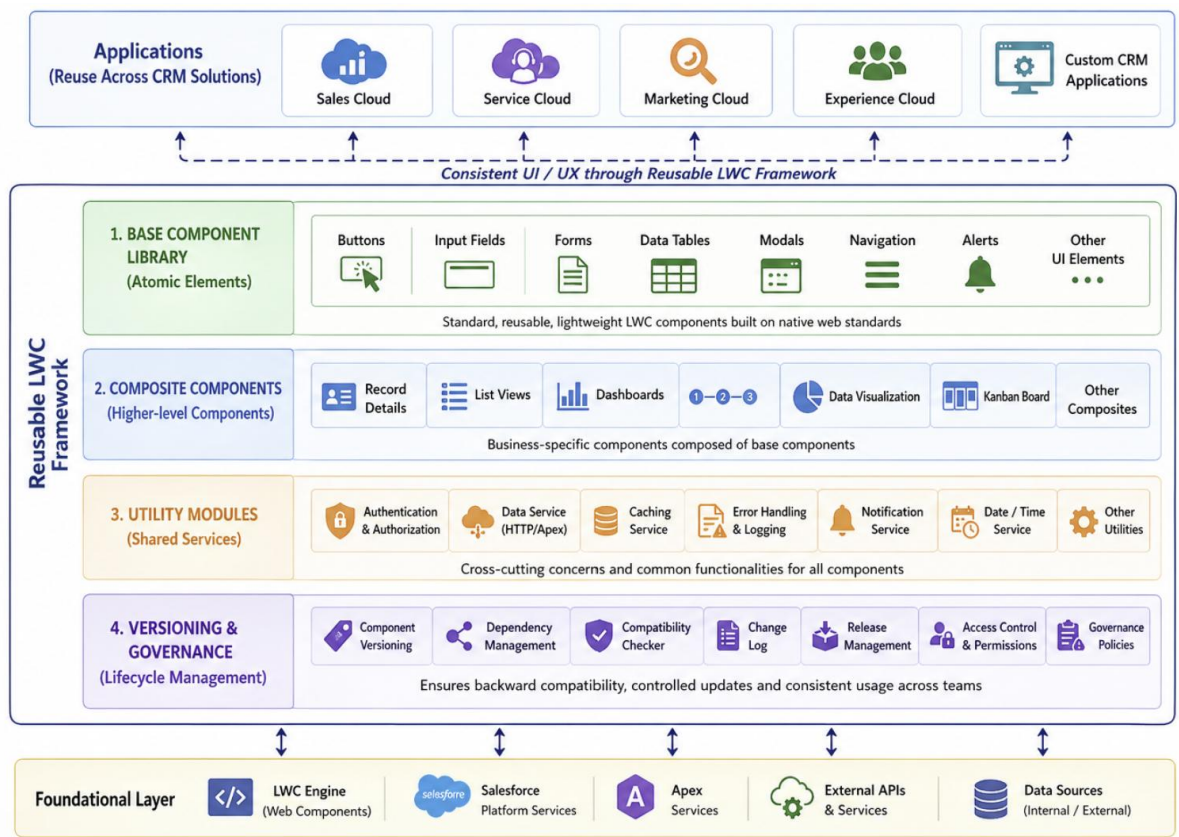 Applications
(Reuse Across CRM Solutions)
Sales Cloud
Service Cloud
Marketing Cloud
Experience Cloud
Custom CRM
Applications
Consistent UI / UX through Reusable LWC Framework
Reusable LWC
Framework
1. BASE COMPONENT
LIBRARY
(Atomic Elements)
Buttons
Input Fields
Forms
Data Tables
Modals
Navigation
Alerts
Other
UI Elements
Standard, reusable, lightweight LWC components built on native web standards
2. COMPOSITE COMPONENTS
(Higher-level Components)
Record
Details
List Views
Dashboards
1 2 3
Data Visualization
Kanban Board
Other
Composites
Business-specific components composed of base components
3. UTILITY MODULES
(Shared Services)
Authentication
& Authorization
Data Service
(HTTP/Apex)
Caching
Service
Error Handling
& Logging
Notification
Service
Date / Time
Service
Other
Utilities
Cross-cutting concerns and common functionalities for all components
4. VERSIONING &
GOVERNANCE
(Lifecycle Management)
Component
Versioning
Dependency
Management
Compatibility
Checker
Change
Log
Release
Management
Access Control
& Permissions
Governance
Policies
Ensures backward compatibility, controlled updates and consistent usage across teams
Foundational Layer
</>
LWC Engine
(Web Components)
selesforre
Salesforce
Platform Services
A
Apex
Services
External APIs
& Services
Data Sources
(Internal / External)